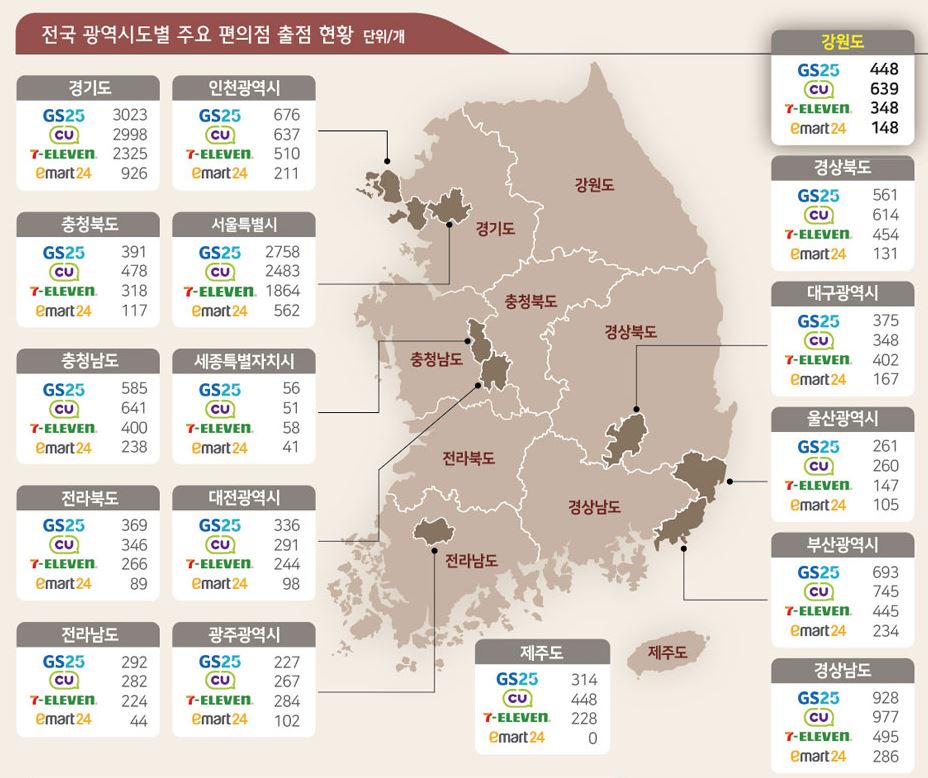 전국 광역시도별 주요 편의점 출점 현황 단위/개
경기도
GS25 3023
CU 2998
7-ELEVEN 2325
emart24 926
인천광역시
GS25 676
CU 637
7-ELEVEN 510
emart24 211
충청북도
GS25 391
CU 478
7-ELEVEN 318
emart24 117
서울특별시
GS25 2758
CU 2483
7-ELEVEN 1864
emart24 562
충청남도
GS25 585
CU 641
7-ELEVEN 400
emart24 238
세종특별자치시
GS25 56
CU 51
7-ELEVEN 58
emart24 41
전라북도
GS25 369
CU 346
7-ELEVEN 266
emart24 89
대전광역시
GS25 336
CU 291
7-ELEVEN 244
emart24 98
전라남도
GS25 292
CU 282
7-ELEVEN 224
emart24 44
광주광역시
GS25 227
CU 267
7-ELEVEN 284
emart24 102
강원도
경기도
충청북도
경상북도
충청남도
전라북도
경상남도
전라남도
제주도
제주도
GS25 314
CU 448
7-ELEVEN 228
emart24 0
강원도
GS25 448
CU 639
7-ELEVEN 348
emart24 148
경상북도
GS25 561
CU 614
7-ELEVEN 454
emart24 131
대구광역시
GS25 375
CU 348
7-ELEVEN 402
emart24 167
울산광역시
GS25 261
CU 260
7-ELEVEN 147
emart24 105
부산광역시
GS25 693
CU 745
7-ELEVEN 445
emart24 234
경상남도
GS25 928
CU 977
7-ELEVEN 495
emart24 286